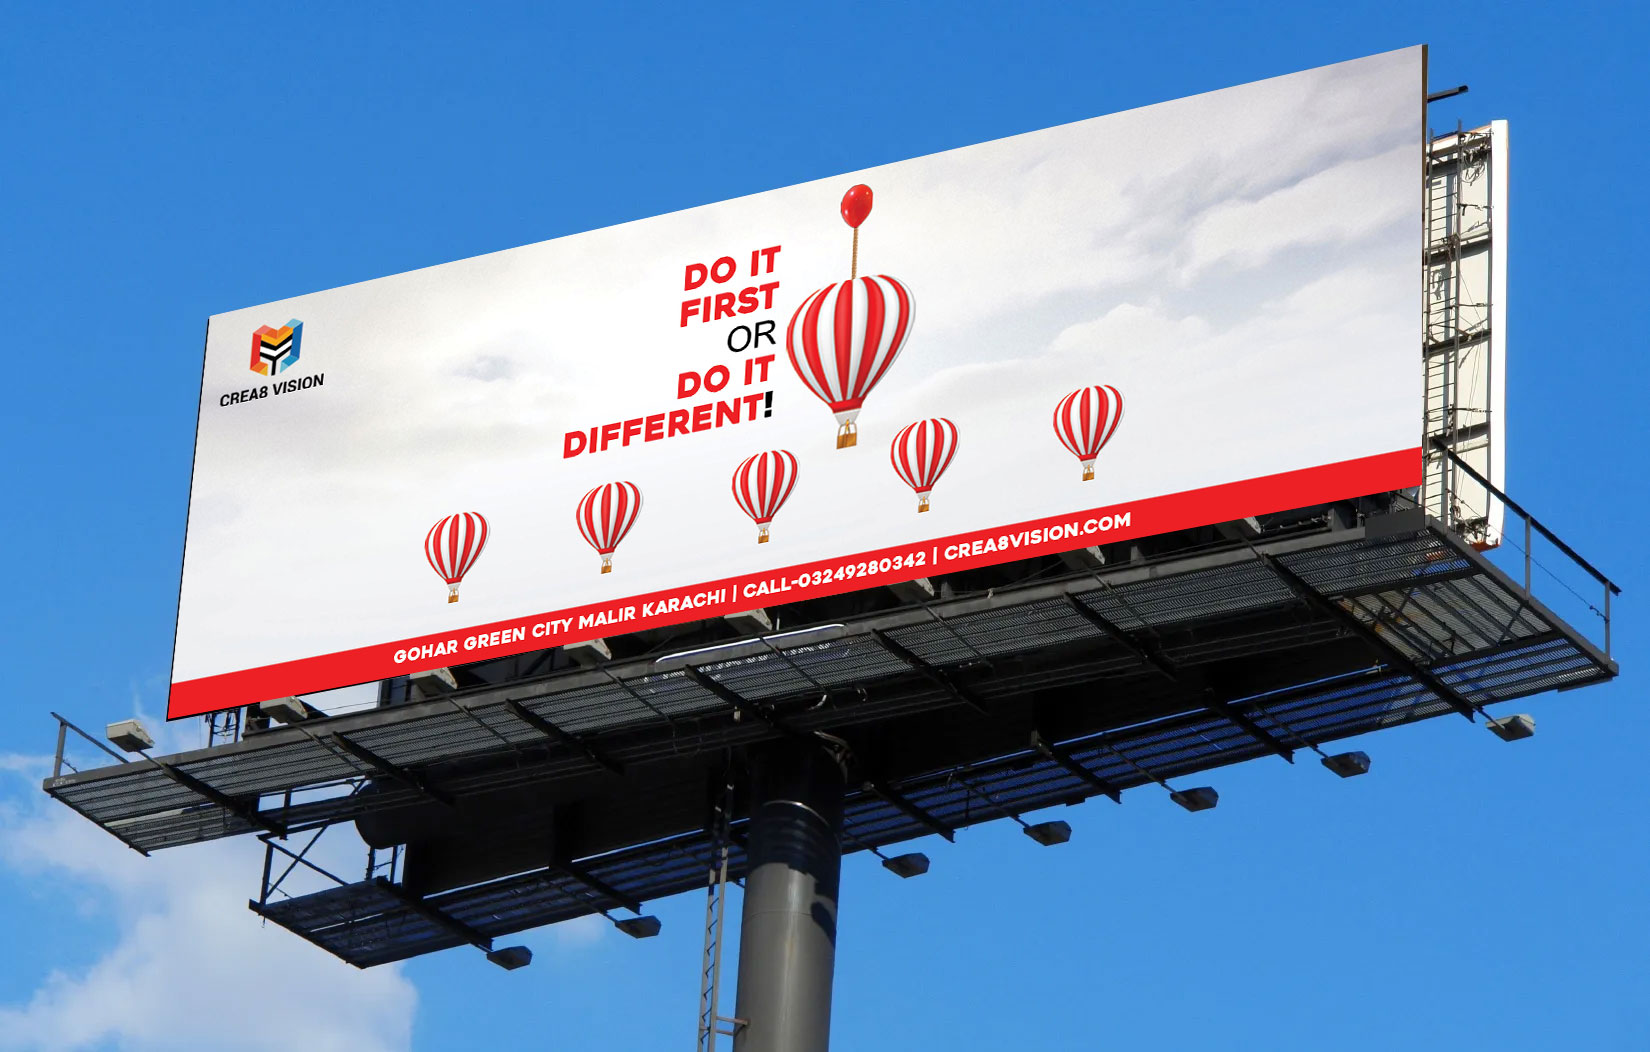 CREA8 VISION
DO IT
FIRST
OR
DO IT
DIFFERENT!
GOHAR GREEN CITY MALIR KARACHI | CALL-03249280342 | CREA8VISION.COM